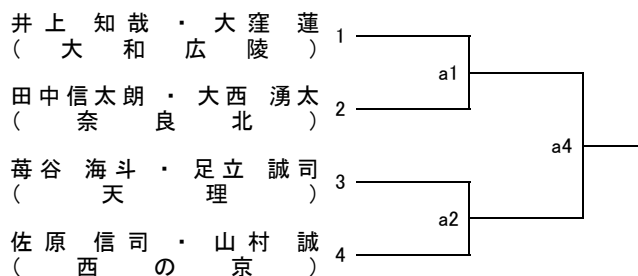 井上 知哉 ・ 大窪 蓮 1
( 大和広陵 )
a1
田中信太朗 ・ 大西 湧太 2
( 奈良北 )
a4
苺谷 海斗 ・ 足立 誠司 3
( 天理 )
a2
佐原 信司 ・ 山村 誠 4
( 西の京 )